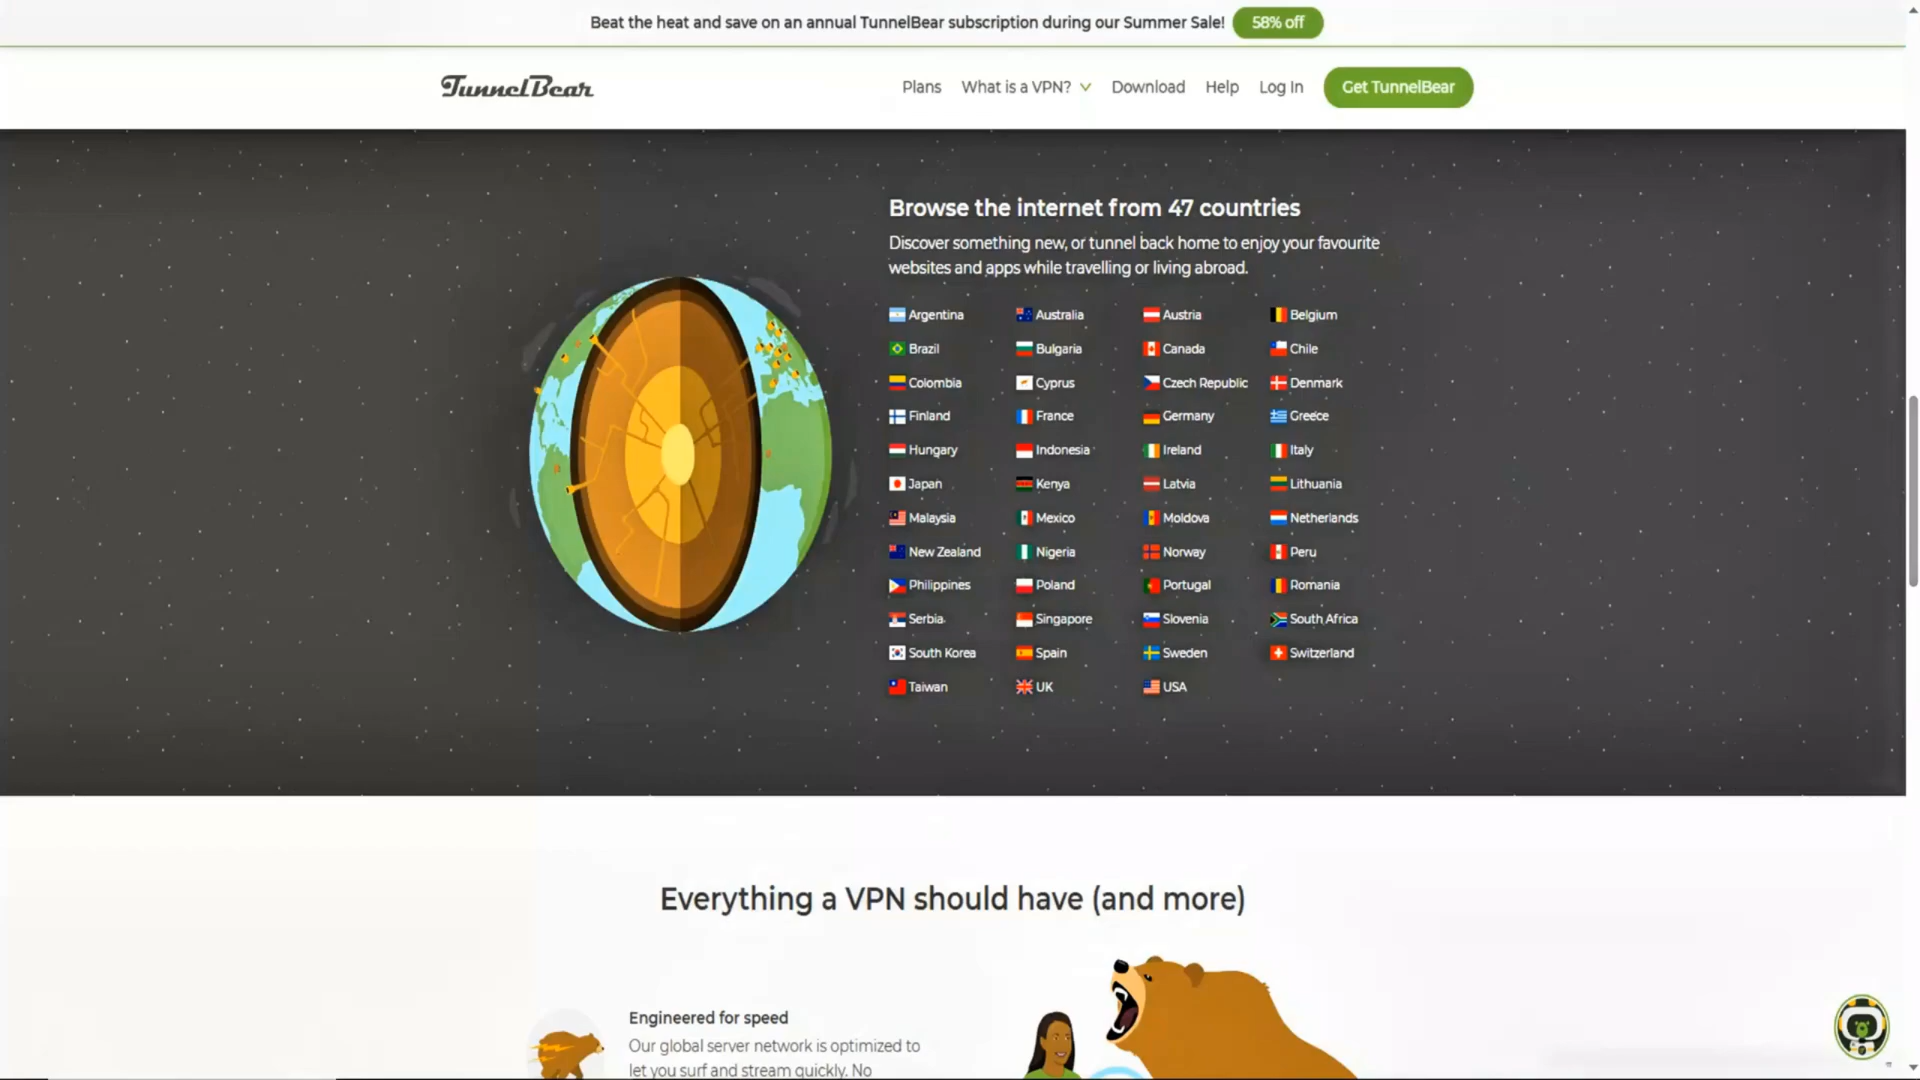 Beat the heat and save on an annual TunnelBear subscription during our Summer Sale! 58% off
TunnelBear Plans What is a VPN? Download Help Log In Get TunnelBear
Browse the internet from 47 countries
Discover something new, or tunnel back home to enjoy your favourite
websites and apps while travelling or living abroad.
Argentina Australia Austria Belgium
Brazil Bulgaria Canada Chile
Colombia Cyprus Czech Republic Denmark
Finland France Germany Greece
Hungary Indonesia Ireland Italy
Japan Kenya Latvia Lithuania
Malaysia Mexico Moldova Netherlands
New Zealand Nigeria Norway Peru
Philippines Poland Portugal Romania
Serbia Singapore Slovenia South Africa
South Korea Spain Sweden Switzerland
Taiwan UK USA
Everything a VPN should have (and more)
Engineered for speed
Our global server network is optimized to
let you surf and stream quickly. No